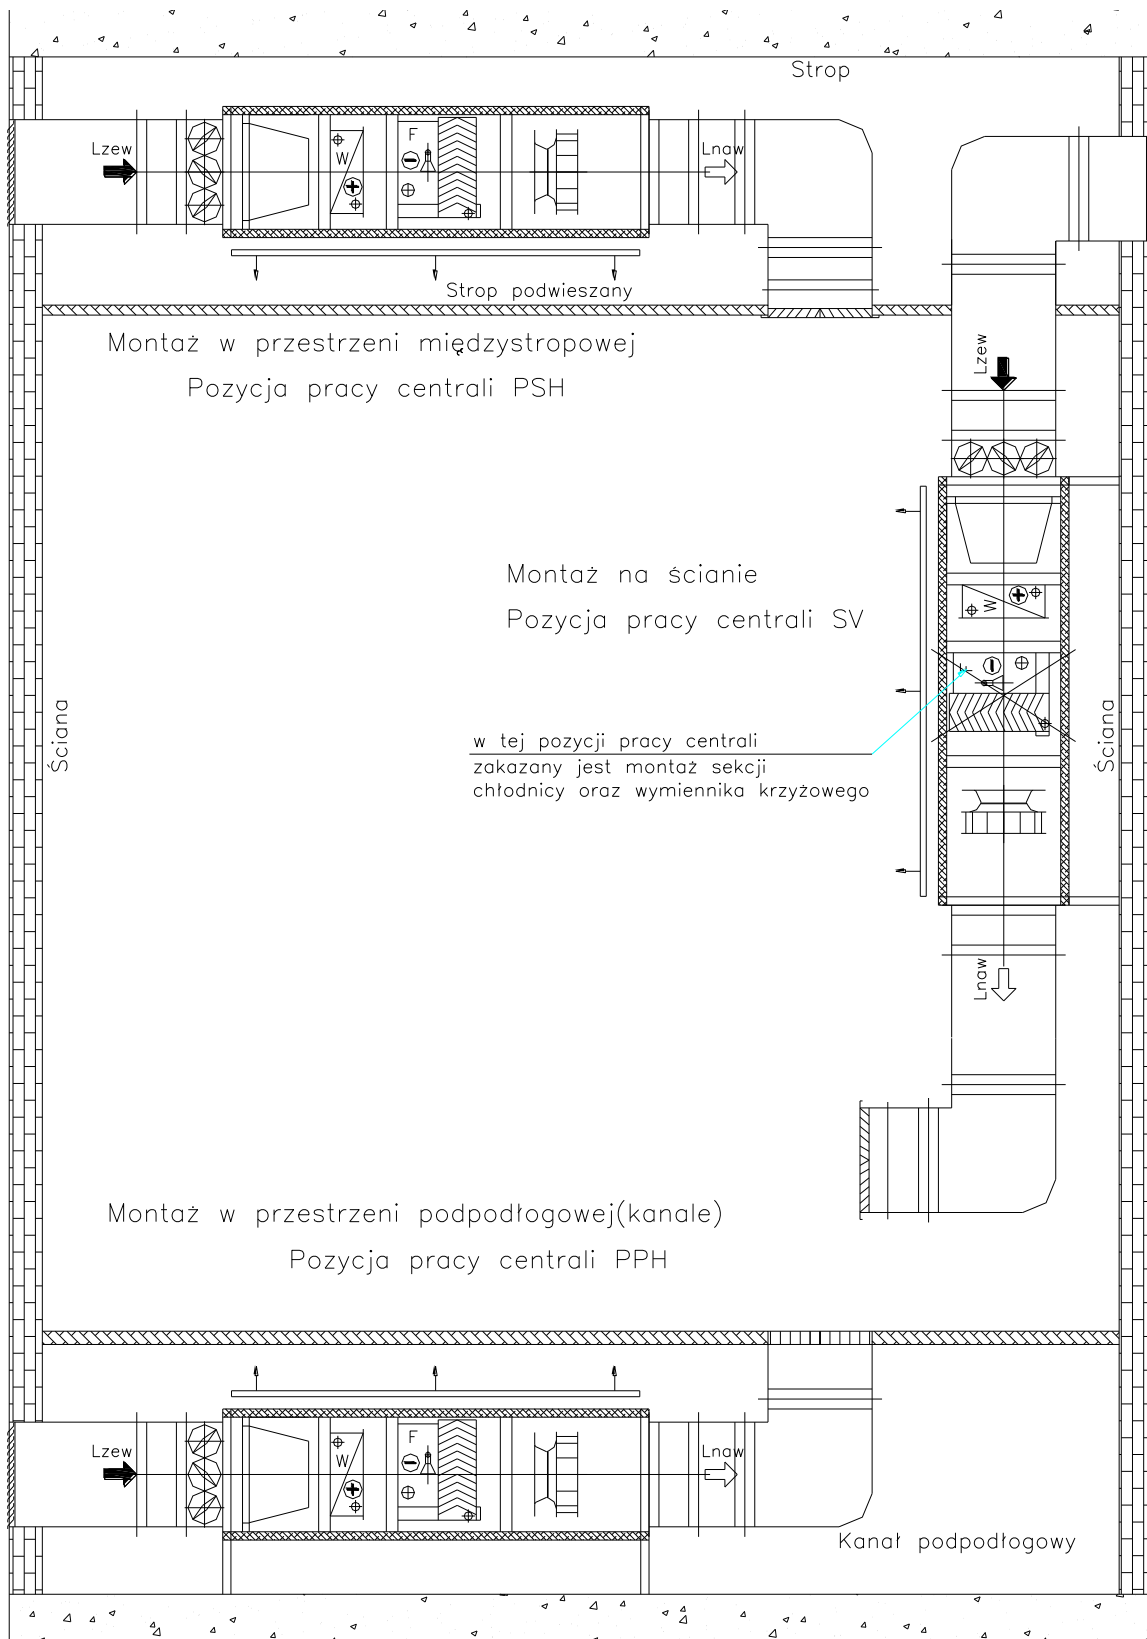 Strop
Lzew
W
F
Lnaw
Strop podwieszany
Montaż w przestrzeni międzystropowej
Pozycja pracy centrali PSH
Lzew
Montaż na ścianie
Pozycja pracy centrali SV
W
F
Ściana
Ściana
w tej pozycji pracy centrali
zakazany jest montaż sekcji
chłodnicy oraz wymiennika krzyżowego
Lnaw
Montaż w przestrzeni podpodłogowej(kanale)
Pozycja pracy centrali PPH
Lzew
W
F
Lnaw
Kanał podpodłogowy